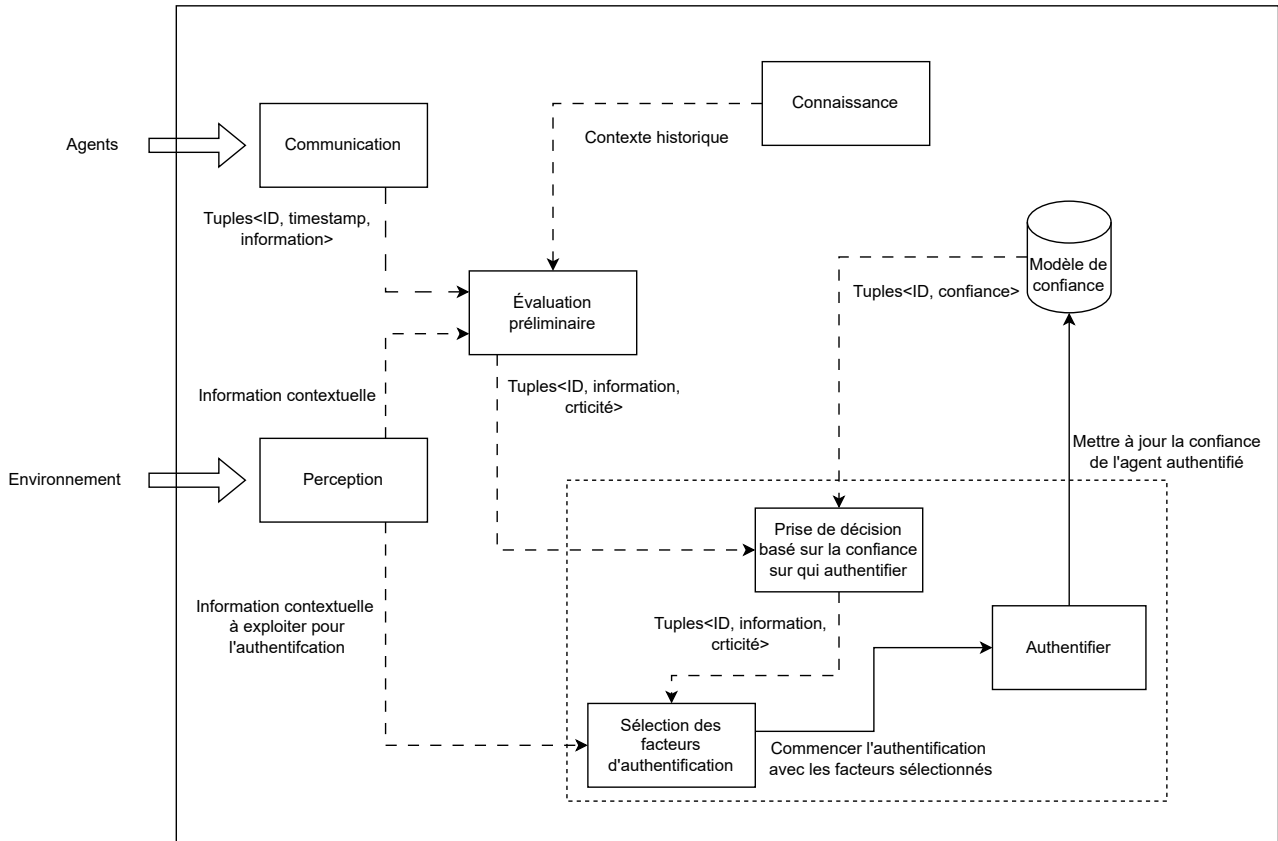 Connaissance
Agents
Communication
Contexte historique
Tuples<ID, timestamp,
information>
Modèle de
confiance
Tuples<ID, confiance>
Évaluation
préliminaire
Information contextuelle
Tuples<ID, information,
crticité>
Mettre à jour la confiance
de l'agent authentifié
Environnement
Perception
Prise de décision
basé sur la confiance
sur qui authentifier
Information contextuelle
à exploiter pour
l'authentifcation
Tuples<ID, information,
crticité>
Authentifier
Sélection des
facteurs
d'authentification
Commencer l'authentification
avec les facteurs sélectionnés